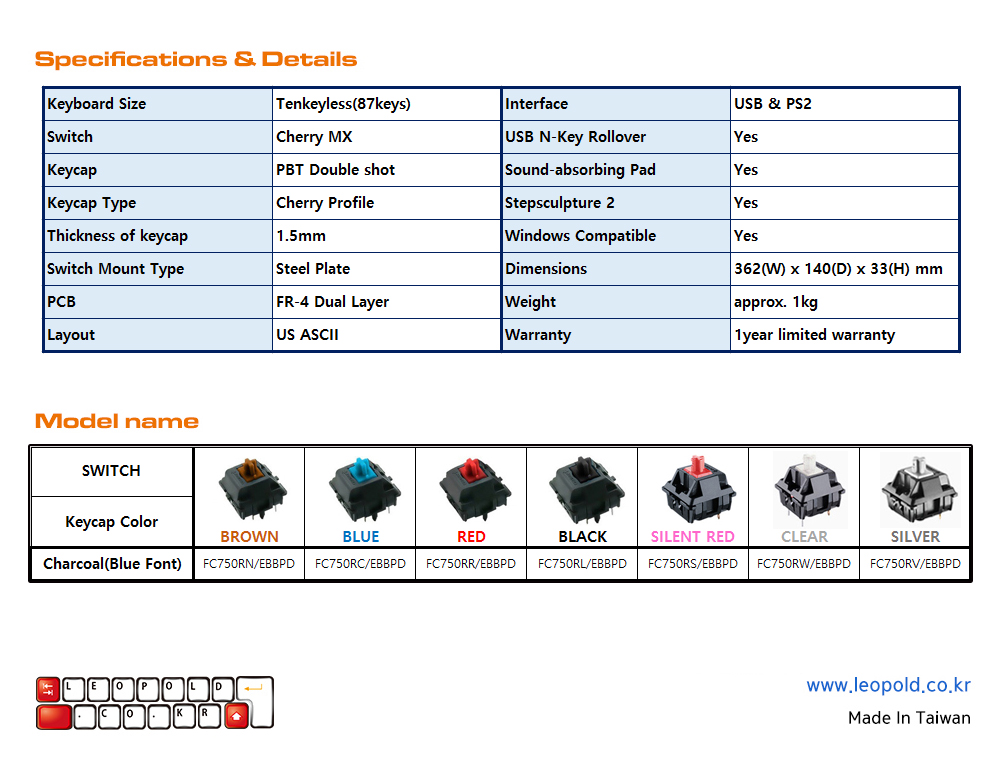 Specifications & Details
Keyboard Size Tenkeyless(87keys) Interface USB & PS2
Switch Cherry MX USB N-Key Rollover Yes
Keycap PBT Double shot Sound-absorbing Pad Yes
Keycap Type Cherry Profile Stepsculpture 2 Yes
Thickness of keycap 1.5mm Windows Compatible Yes
Switch Mount Type Steel Plate Dimensions 362(W) x 140(D) x 33(H) mm
PCB FR-4 Dual Layer Weight approx. 1kg
Layout US ASCII Warranty 1year limited warranty
Model name
SWITCH
Keycap Color
BROWN BLUE RED BLACK SILENT RED CLEAR SILVER
Charcoal(Blue Font) FC750RN/EBBPD FC750RC/EBBPD FC750RR/EBBPD FC750RL/EBBPD FC750RS/EBBPD FC750RW/EBBPD FC750RV/EBBPD
LEOPOLD
.CO.KR
www.leopold.co.kr
Made In Taiwan